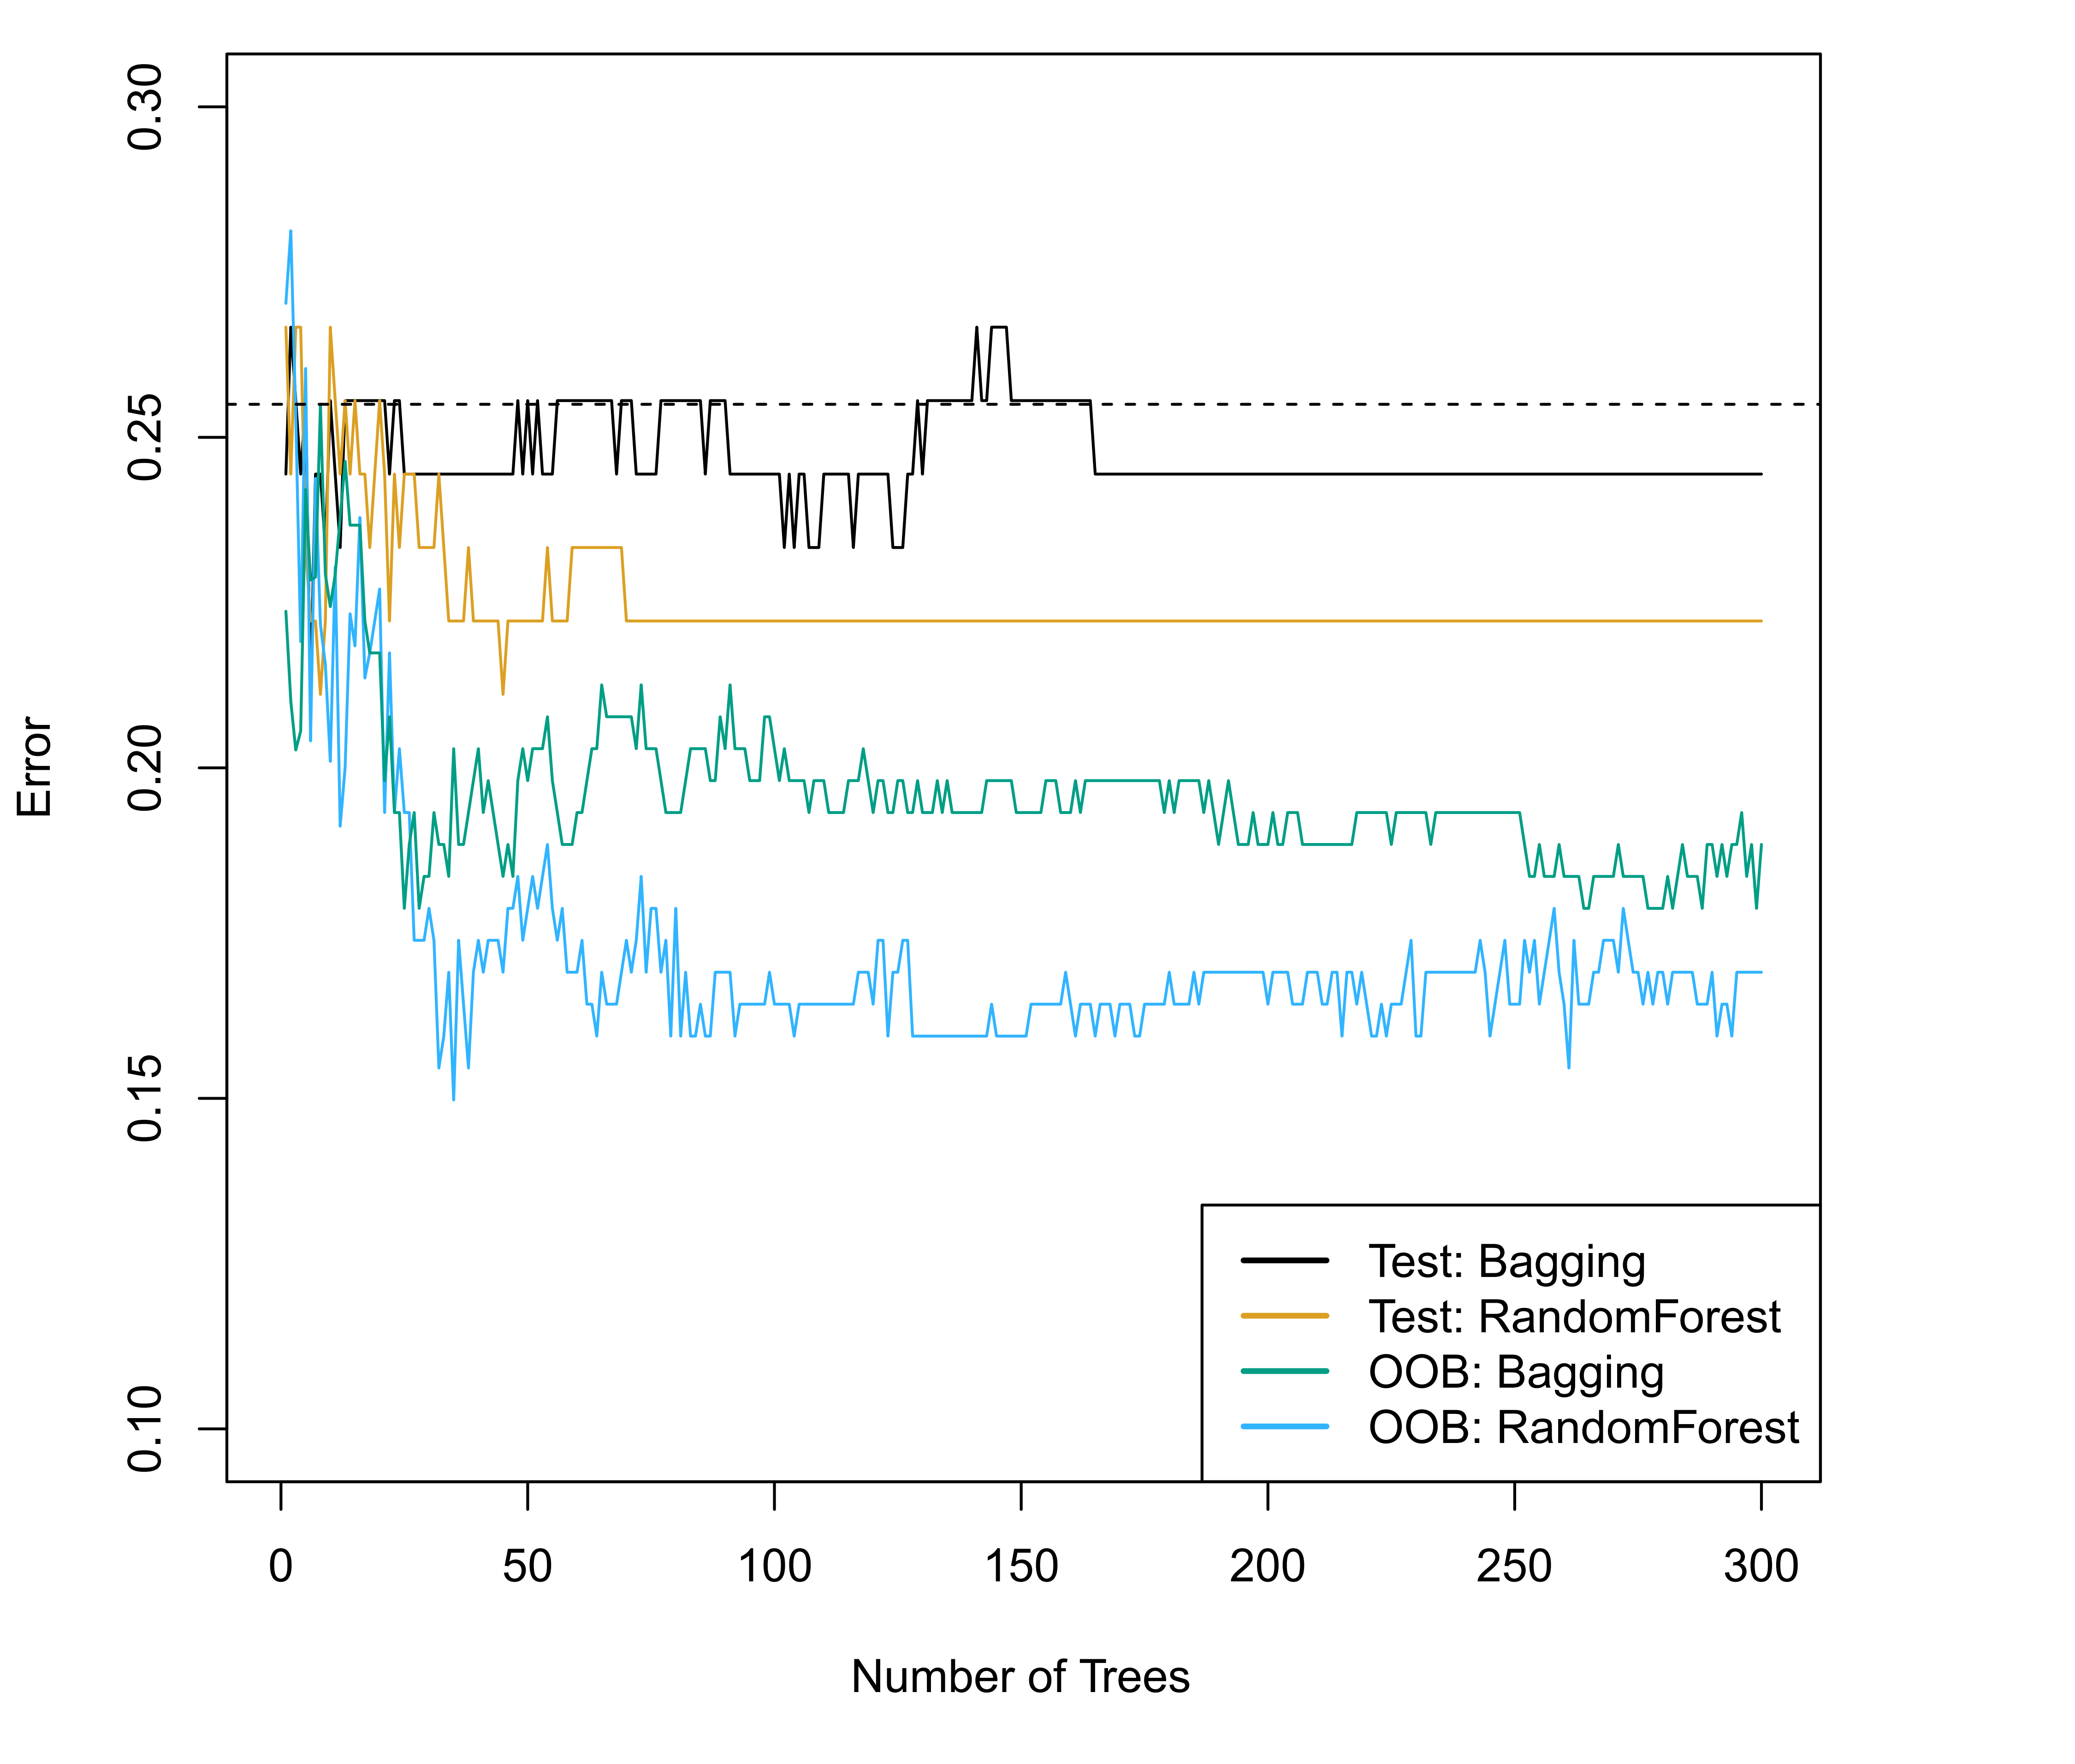 0.30
0.25
0.20
0.15
0.10
Error
0 50 100 150 200 250 300
Number of Trees
Test: Bagging
Test: RandomForest
OOB: Bagging
OOB: RandomForest